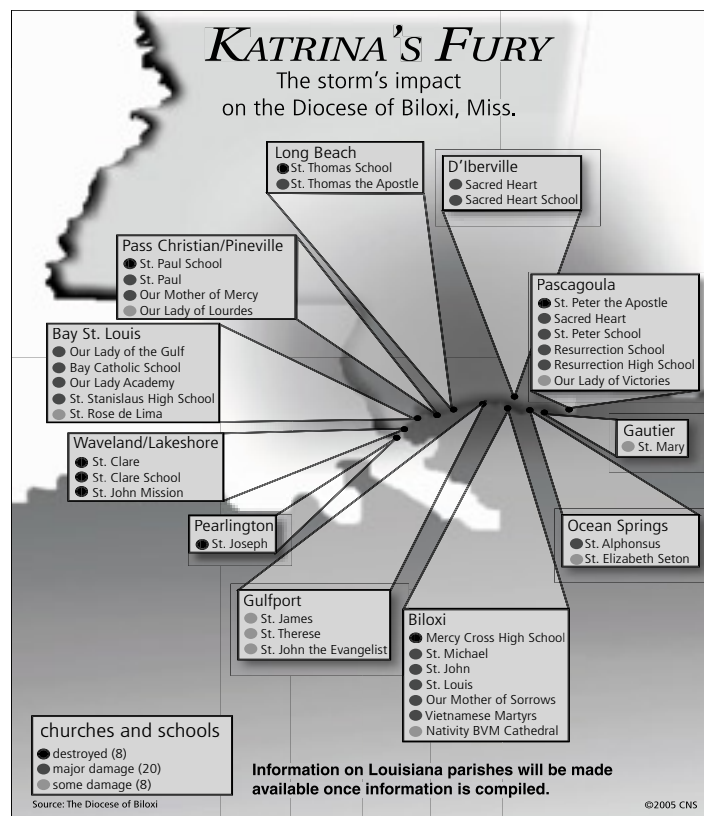 KATRINA'S FURY
The storm's impact
on the Diocese of Biloxi, Miss.
Long Beach
St. Thomas School
St. Thomas the Apostle
D'Iberville
Sacred Heart
Sacred Heart School
Pass Christian/Pineville
St. Paul School
St. Paul
Our Mother of Mercy
Our Lady of Lourdes
Pascagoula
St. Peter the Apostle
Sacred Heart
St. Peter School
Resurrection School
Resurrection High School
Our Lady of Victories
Bay St. Louis
Our Lady of the Gulf
Bay Catholic School
Our Lady Academy
St. Stanislaus High School
St. Rose de Lima
Gautier
St. Mary
Waveland/Lakeshore
St. Clare
St. Clare School
St. John Mission
Pearlington
St. Joseph
Ocean Springs
St. Alphonsus
St. Elizabeth Seton
Gulfport
St. James
St. Therese
St. John the Evangelist
Biloxi
Mercy Cross High School
St. Michael
St. John
St. Louis
Our Mother of Sorrows
Vietnamese Martyrs
Nativity BVM Cathedral
churches and schools
destroyed (8)
major damage (20)
some damage (8)
Information on Louisiana parishes will be made
available once information is compiled.
Source: The Diocese of Biloxi
©2005 CNS